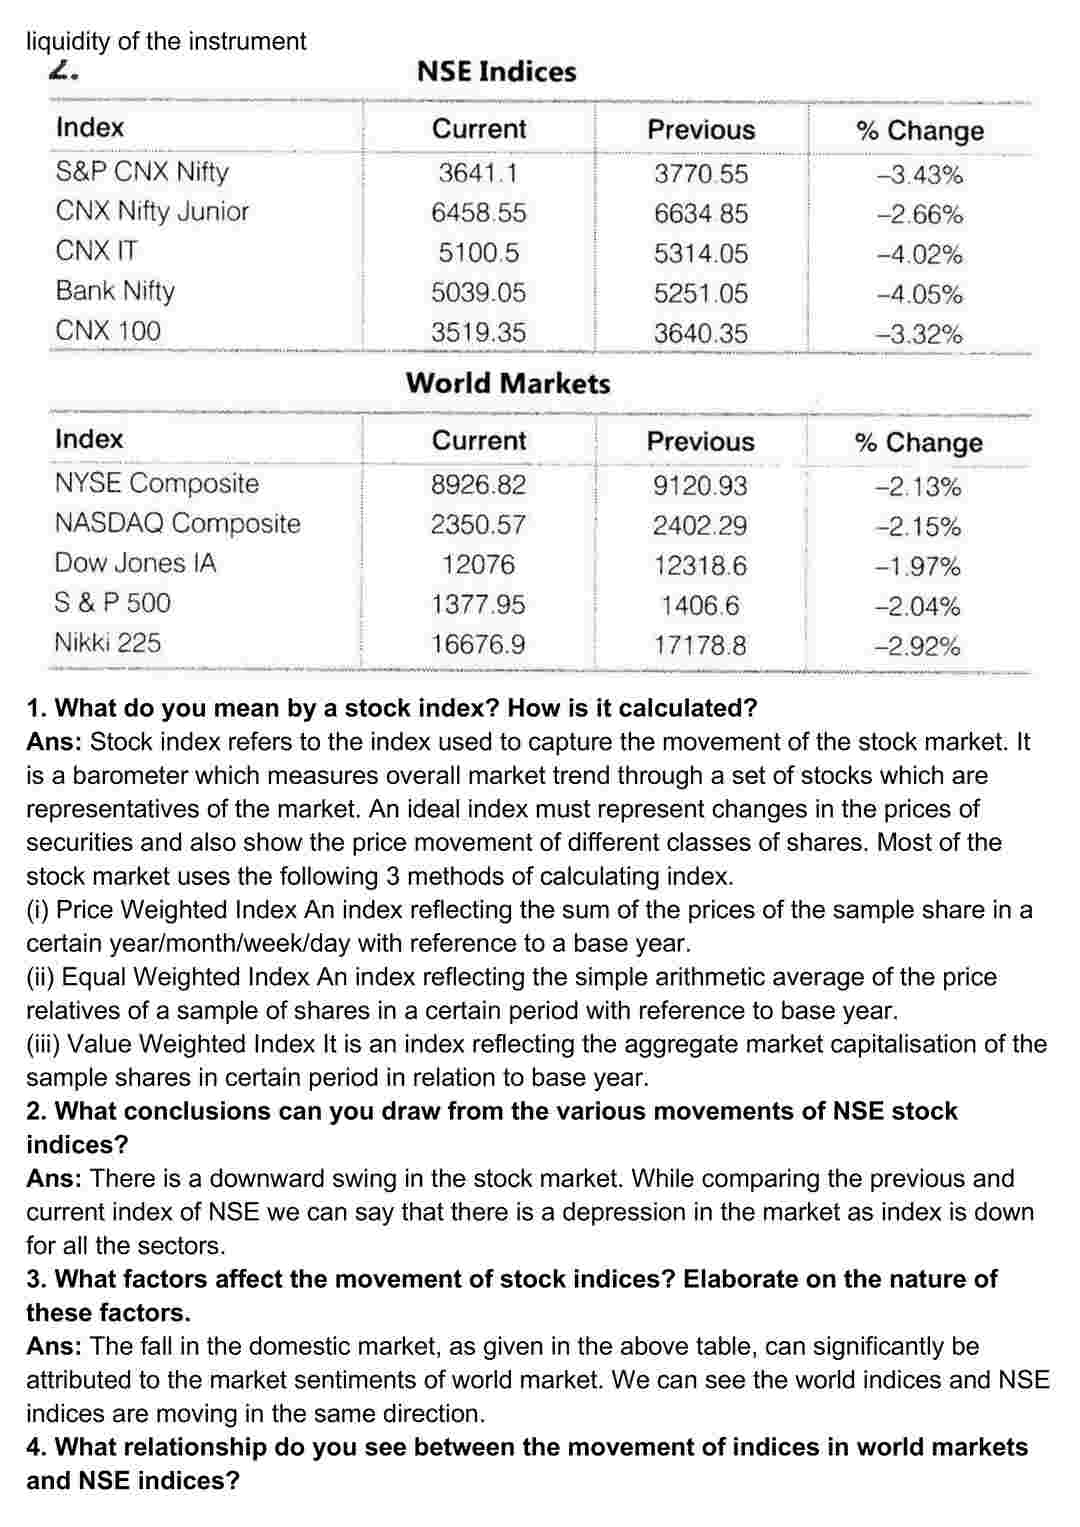 liquidity of the instrument
2.
NSE Indices
Index Current Previous % Change
S&P CNX Nifty 3641.1 3770.55 –3.43%
CNX Nifty Junior 6458.55 6634.85 –2.66%
CNX IT 5100.5 5314.05 –4.02%
Bank Nifty 5039.05 5251.05 –4.05%
CNX 100 3519.35 3640.35 –3.32%
World Markets
Index Current Previous % Change
NYSE Composite 8926.82 9120.93 –2.13%
NASDAQ Composite 2350.57 2402.29 –2.15%
Dow Jones IA 12076 12318.6 –1.97%
S & P 500 1377.95 1406.6 –2.04%
Nikki 225 16676.9 17178.8 –2.92%
1. What do you mean by a stock index? How is it calculated?
Ans: Stock index refers to the index used to capture the movement of the stock market. It
is a barometer which measures overall market trend through a set of stocks which are
representatives of the market. An ideal index must represent changes in the prices of
securities and also show the price movement of different classes of shares. Most of the
stock market uses the following 3 methods of calculating index.
(i) Price Weighted Index An index reflecting the sum of the prices of the sample share in a
certain year/month/week/day with reference to a base year.
(ii) Equal Weighted Index An index reflecting the simple arithmetic average of the price
relatives of a sample of shares in a certain period with reference to base year.
(iii) Value Weighted Index It is an index reflecting the aggregate market capitalisation of the
sample shares in certain period in relation to base year.
2. What conclusions can you draw from the various movements of NSE stock
indices?
Ans: There is a downward swing in the stock market. While comparing the previous and
current index of NSE we can say that there is a depression in the market as index is down
for all the sectors.
3. What factors affect the movement of stock indices? Elaborate on the nature of
these factors.
Ans: The fall in the domestic market, as given in the above table, can significantly be
attributed to the market sentiments of world market. We can see the world indices and NSE
indices are moving in the same direction.
4. What relationship do you see between the movement of indices in world markets
and NSE indices?